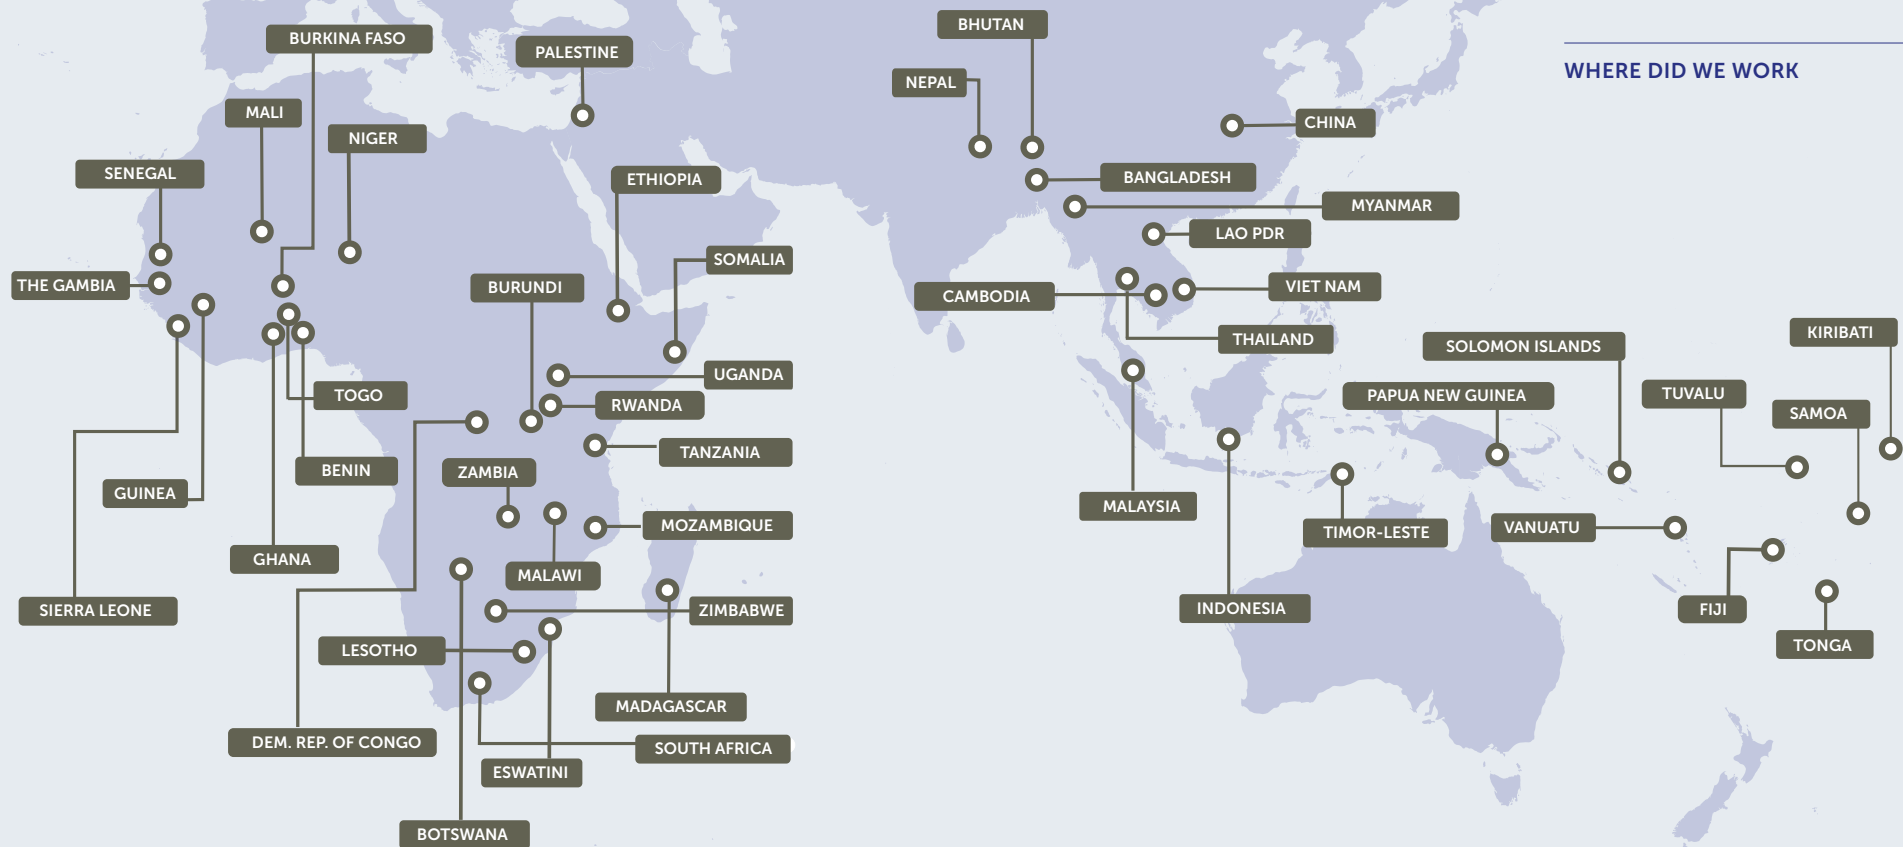 WHERE DID WE WORK
BURKINA FASO
PALESTINE
MALI
NIGER
SENEGAL
ETHIOPIA
THE GAMBIA
SOMALIA
BURUNDI
UGANDA
RWANDA
TOGO
TANZANIA
BENIN
ZAMBIA
GUINEA
MOZAMBIQUE
GHANA
MALAWI
SIERRA LEONE
ZIMBABWE
LESOTHO
MADAGASCAR
DEM. REP. OF CONGO
SOUTH AFRICA
ESWATINI
BOTSWANA
BHUTAN
NEPAL
CHINA
BANGLADESH
MYANMAR
LAO PDR
CAMBODIA
VIET NAM
THAILAND
KIRIBATI
SOLOMON ISLANDS
PAPUA NEW GUINEA
TUVALU
SAMOA
MALAYSIA
TIMOR-LESTE
VANUATU
INDONESIA
FIJI
TONGA